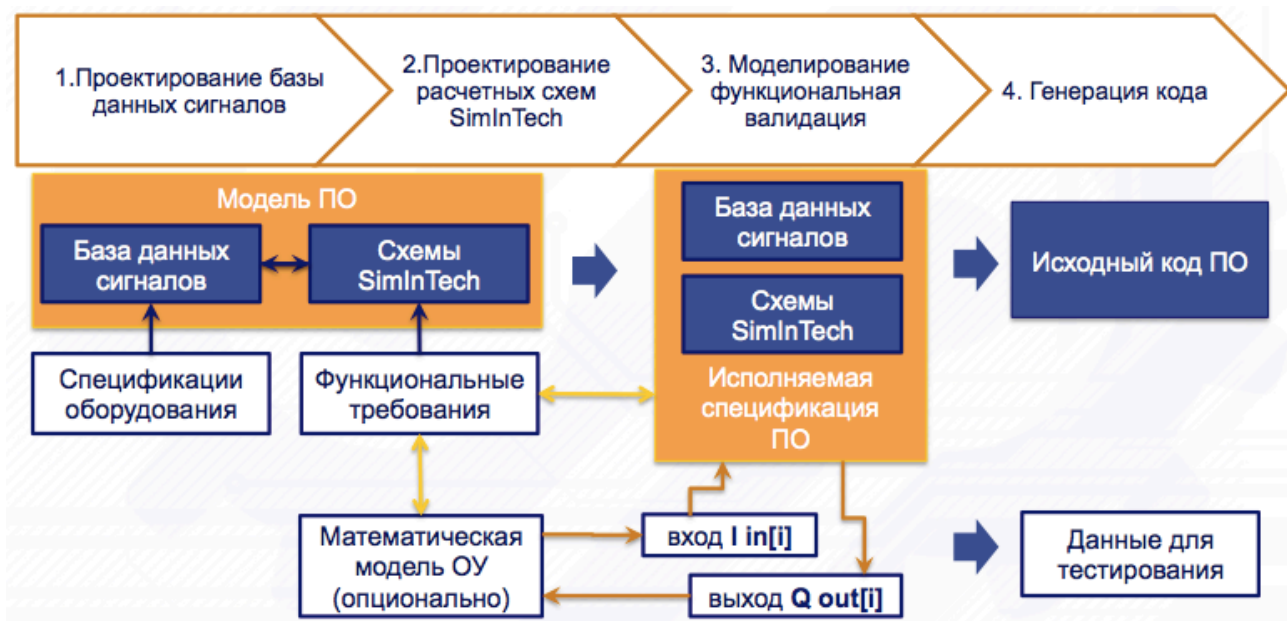 1.Проектирование базы
данных сигналов
2.Проектирование
расчетных схем
SimInTech
3. Моделирование
функциональная
валидация
4. Генерация кода
Модель ПО
База данных
сигналов
Схемы
SimInTech
Спецификации
оборудования
Функциональные
требования
База данных
сигналов
Схемы
SimInTech
Исполняемая
спецификация
ПО
Исходный код ПО
Математическая
модель ОУ
(опционально)
вход I in[i]
выход Q out[i]
Данные для
тестирования